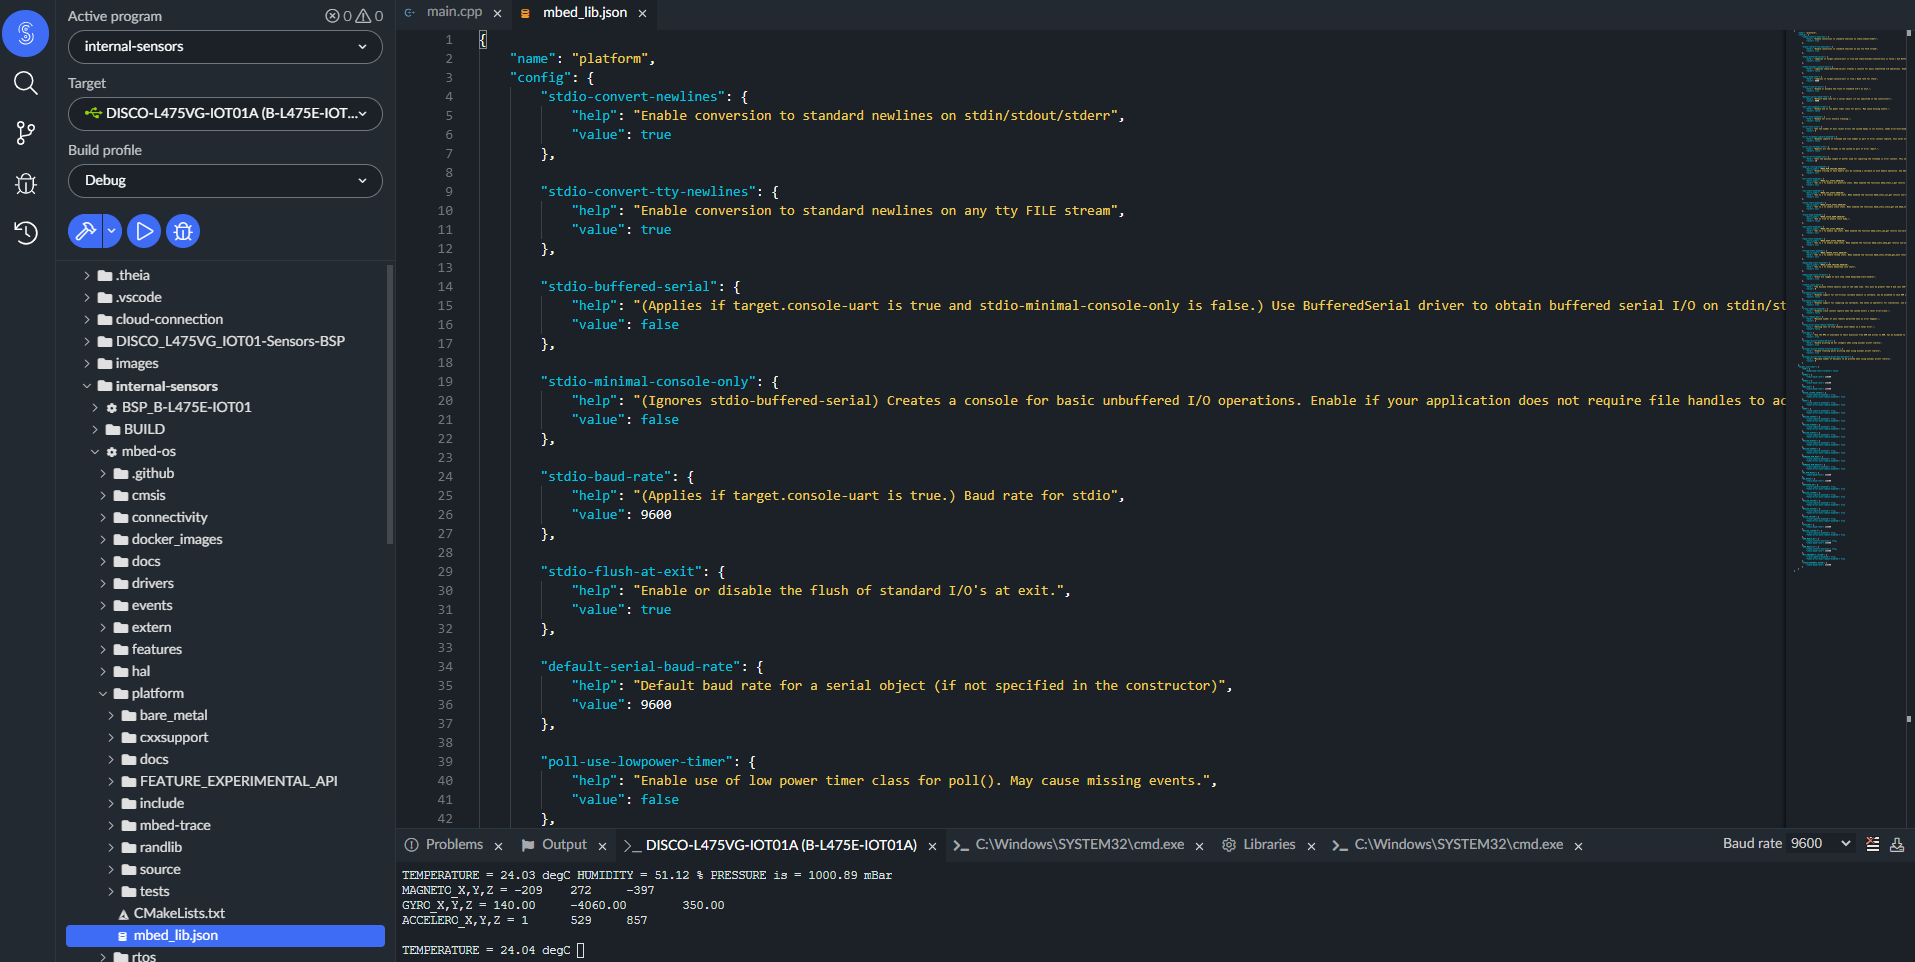 Active program
0 0
internal-sensors
Target
DISCO-L475VG-IOT01A (B-L475E-IOT...
Build profile
Debug
.theia
.vscode
cloud-connection
DISCO_L475VG_IOT01-Sensors-BSP
images
internal-sensors
BSP_B-L475E-IOT01
BUILD
mbed-os
.github
cmsis
connectivity
docker_images
docs
drivers
events
extern
features
hal
platform
bare_metal
cxxsupport
docs
FEATURE_EXPERIMENTAL_API
include
mbed-trace
randlib
source
tests
CMakeLists.txt
mbed_lib.json
rtos
main.cpp × mbed_lib.json ×
1 {
2 "name": "platform",
3 "config": {
4 "stdio-convert-newlines": {
5 "help": "Enable conversion to standard newlines on stdin/stdout/stderr",
6 "value": true
7 },
8
9 "stdio-convert-tty-newlines": {
10 "help": "Enable conversion to standard newlines on any tty FILE stream",
11 "value": true
12 },
13
14 "stdio-buffered-serial": {
15 "help": "(Applies if target.console-uart is true and stdio-minimal-console-only is false.) Use BufferedSerial driver to obtain buffered serial I/O on stdin/st
16 "value": false
17 },
18
19 "stdio-minimal-console-only": {
20 "help": "(Ignores stdio-buffered-serial) Creates a console for basic unbuffered I/O operations. Enable if your application does not require file handles to ac
21 "value": false
22 },
23
24 "stdio-baud-rate": {
25 "help": "(Applies if target.console-uart is true.) Baud rate for stdio",
26 "value": 9600
27 },
28
29 "stdio-flush-at-exit": {
30 "help": "Enable or disable the flush of standard I/O's at exit.",
31 "value": true
32 },
33
34 "default-serial-baud-rate": {
35 "help": "Default baud rate for a serial object (if not specified in the constructor)",
36 "value": 9600
37 },
38
39 "poll-use-lowpower-timer": {
40 "help": "Enable use of low power timer class for poll(). May cause missing events.",
41 "value": false
42 },
Problems × Output × >_ DISCO-L475VG-IOT01A (B-L475E-IOT01A) × >_ C:\Windows\SYSTEM32\cmd.exe × Libraries × >_ C:\Windows\SYSTEM32\cmd.exe × Baud rate 9600
TEMPERATURE = 24.03 degC HUMIDITY = 51.12 % PRESSURE is = 1000.89 mBar
MAGNETO_X,Y,Z = -209 272 -397
GYRO_X,Y,Z = 140.00 -4060.00 350.00
ACCELERO_X,Y,Z = 1 529 857
TEMPERATURE = 24.04 degC